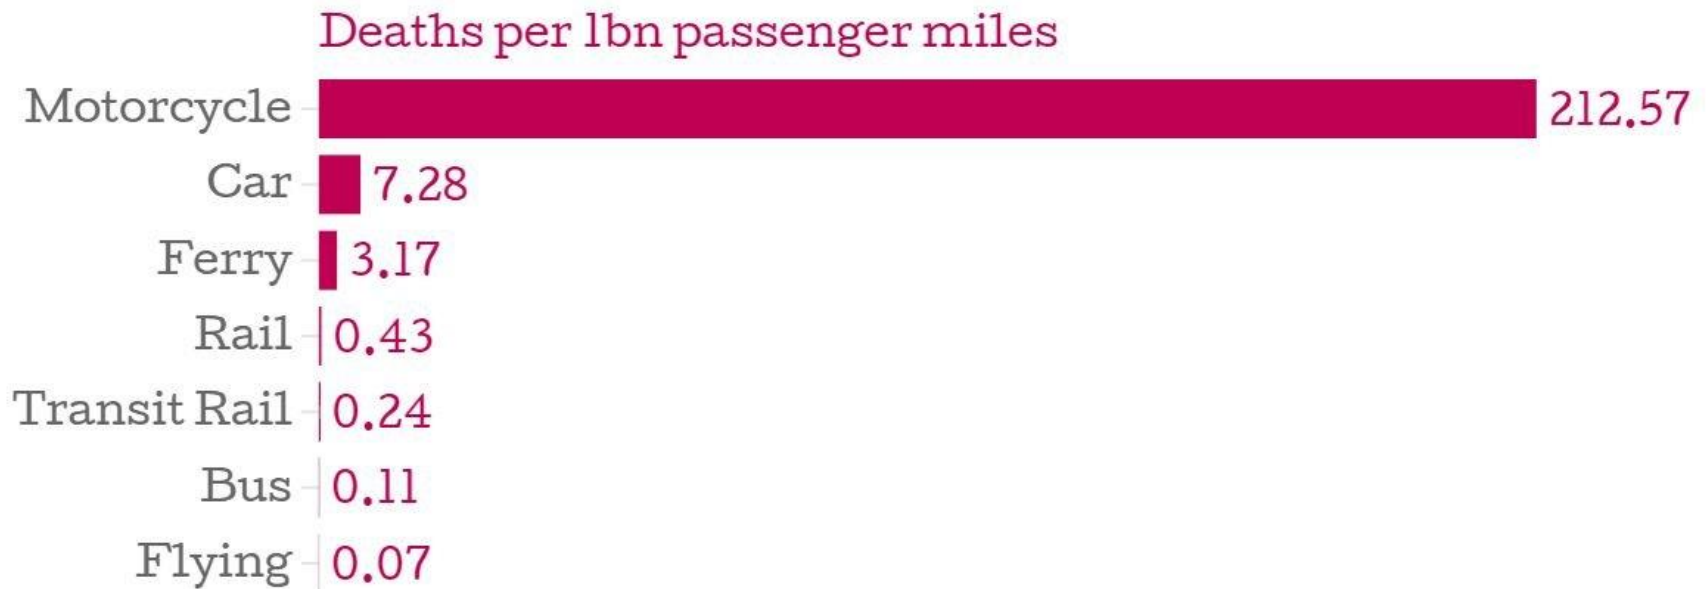 Deaths per 1bn passenger miles
Motorcycle 212.57
Car 7.28
Ferry 3.17
Rail 0.43
Transit Rail 0.24
Bus 0.11
Flying 0.07